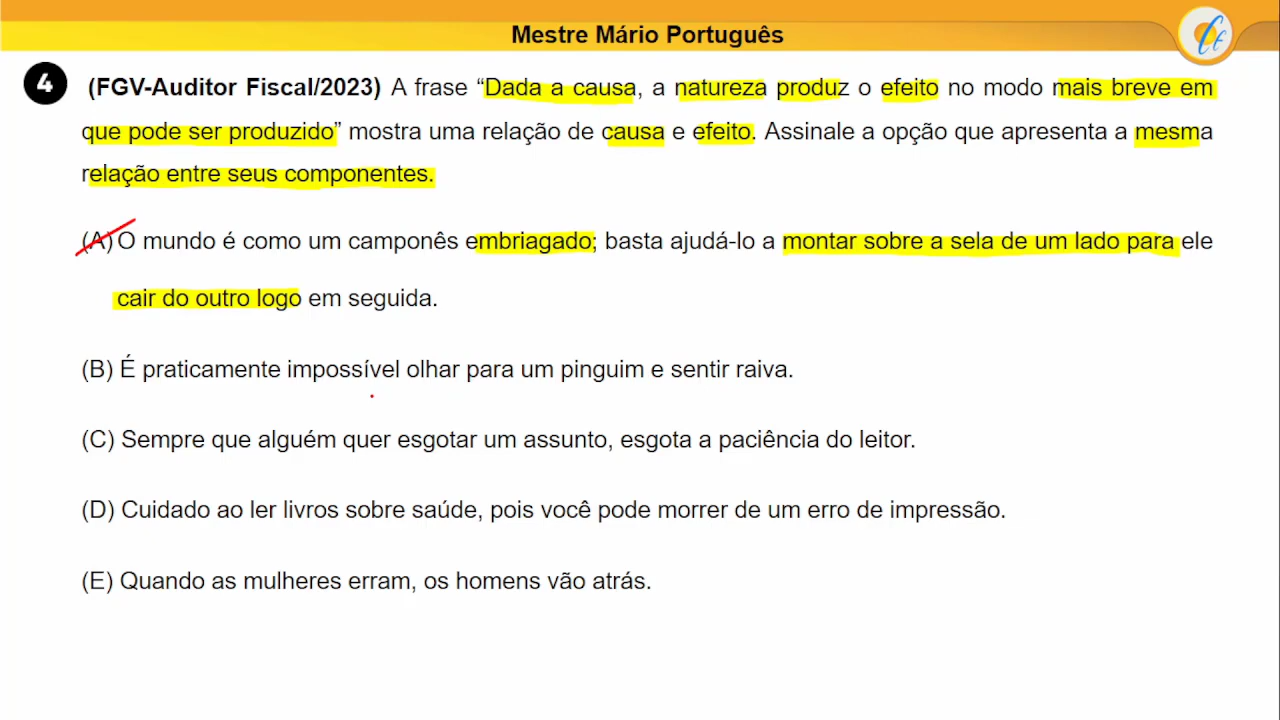 Mestre Mário Português
4 (FGV-Auditor Fiscal/2023) A frase “Dada a causa, a natureza produz o efeito no modo mais breve em
que pode ser produzido” mostra uma relação de causa e efeito. Assinale a opção que apresenta a mesma
relação entre seus componentes.
(A) O mundo é como um camponês embriagado; basta ajudá-lo a montar sobre a sela de um lado para ele
cair do outro logo em seguida.
(B) É praticamente impossível olhar para um pinguim e sentir raiva.
(C) Sempre que alguém quer esgotar um assunto, esgota a paciência do leitor.
(D) Cuidado ao ler livros sobre saúde, pois você pode morrer de um erro de impressão.
(E) Quando as mulheres erram, os homens vão atrás.